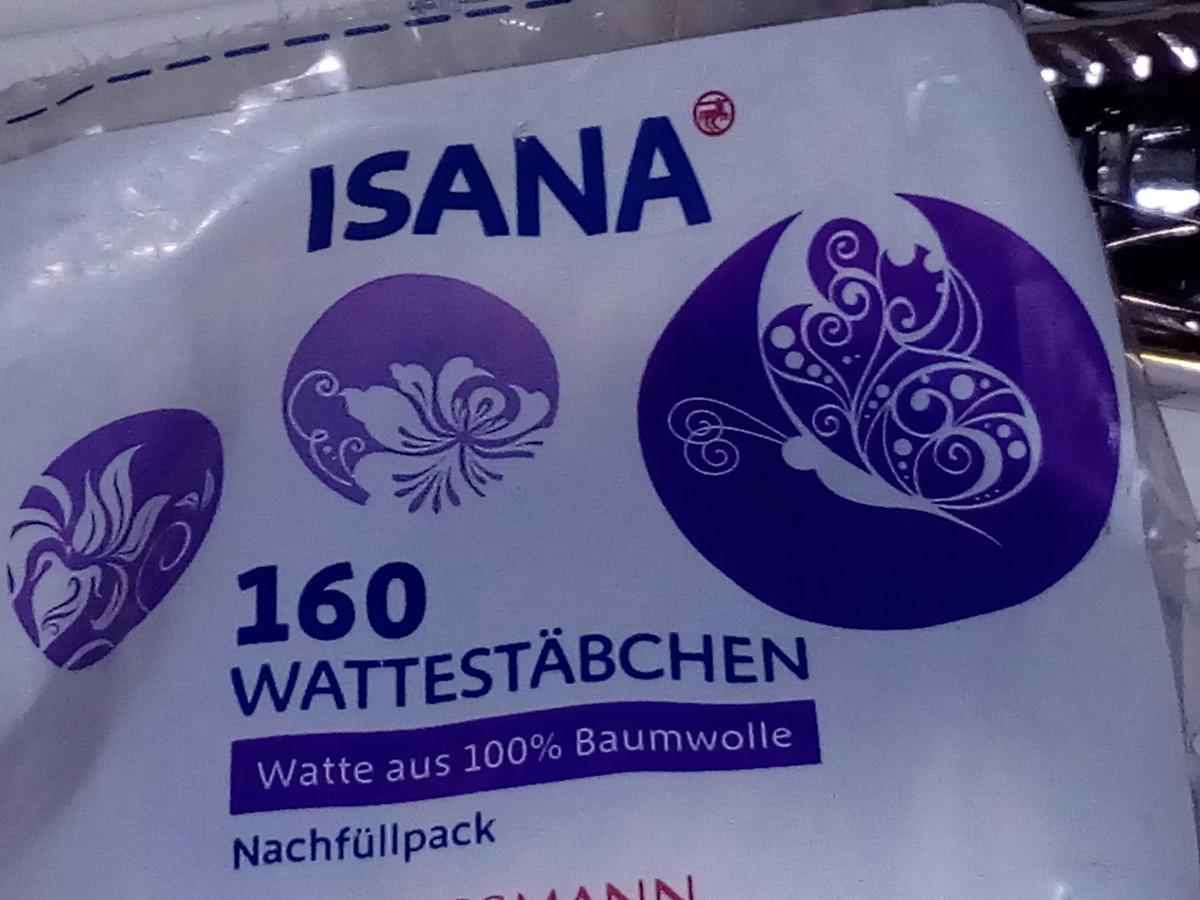 ISANA
160
WATTESTÄBCHEN
Watte aus 100% Baumwolle
Nachfüllpack